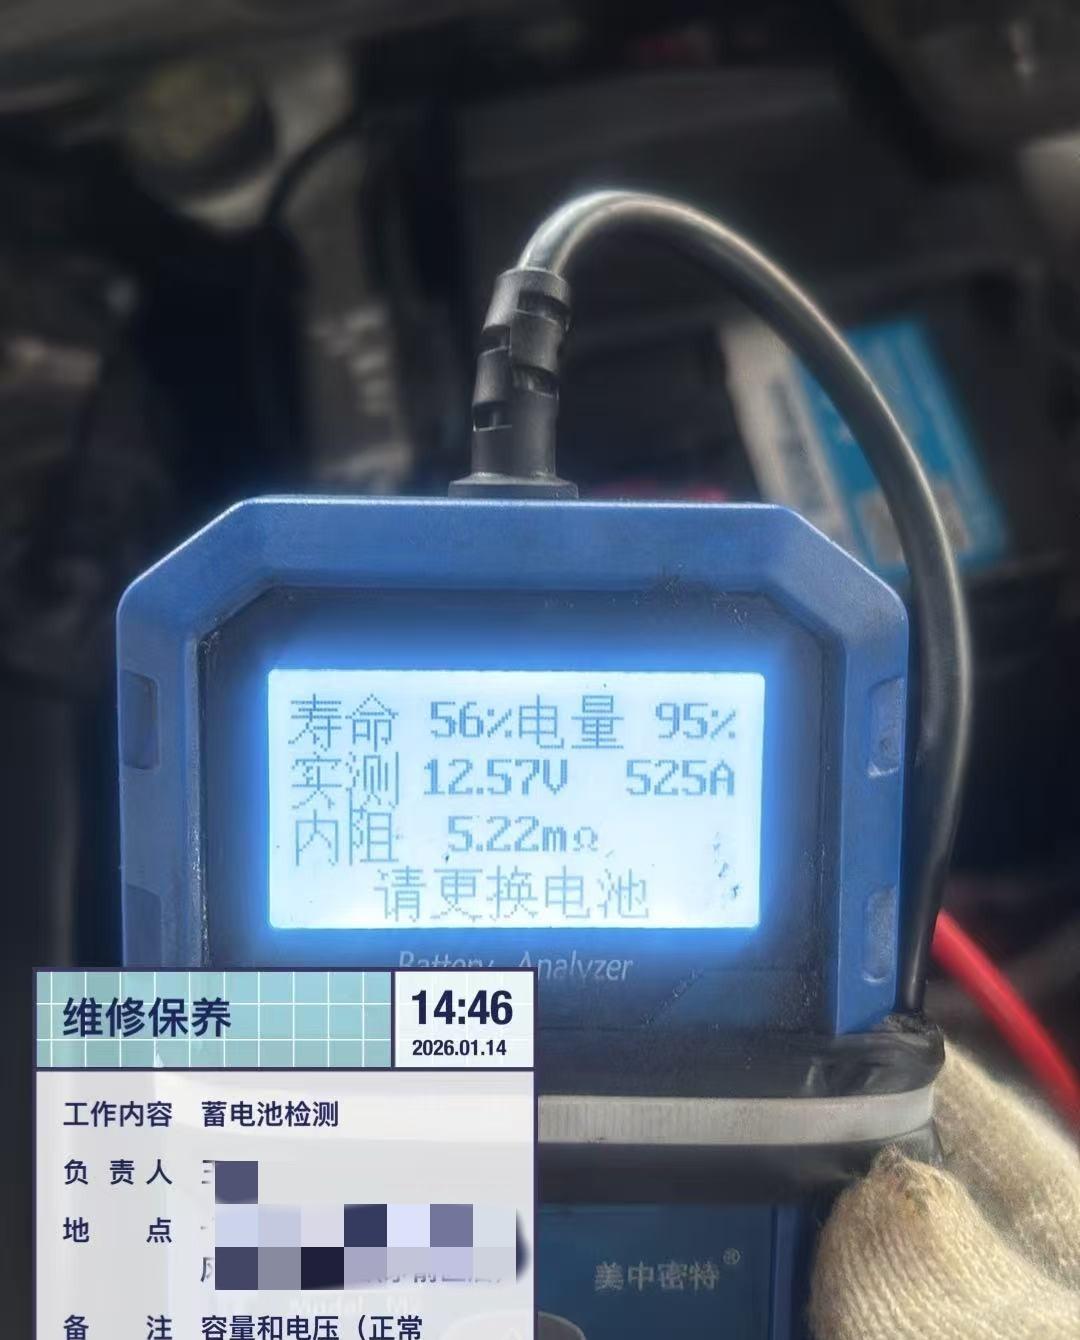 寿命 56%电量 95%
实测 12.57V 525A
内阻 5.22mΩ
请更换电池
Battery Analyzer
维修保养
14:46
2026.01.14
工作内容 蓄电池检测
负责人
地点
美中密特®
备注 容量和电压（正常